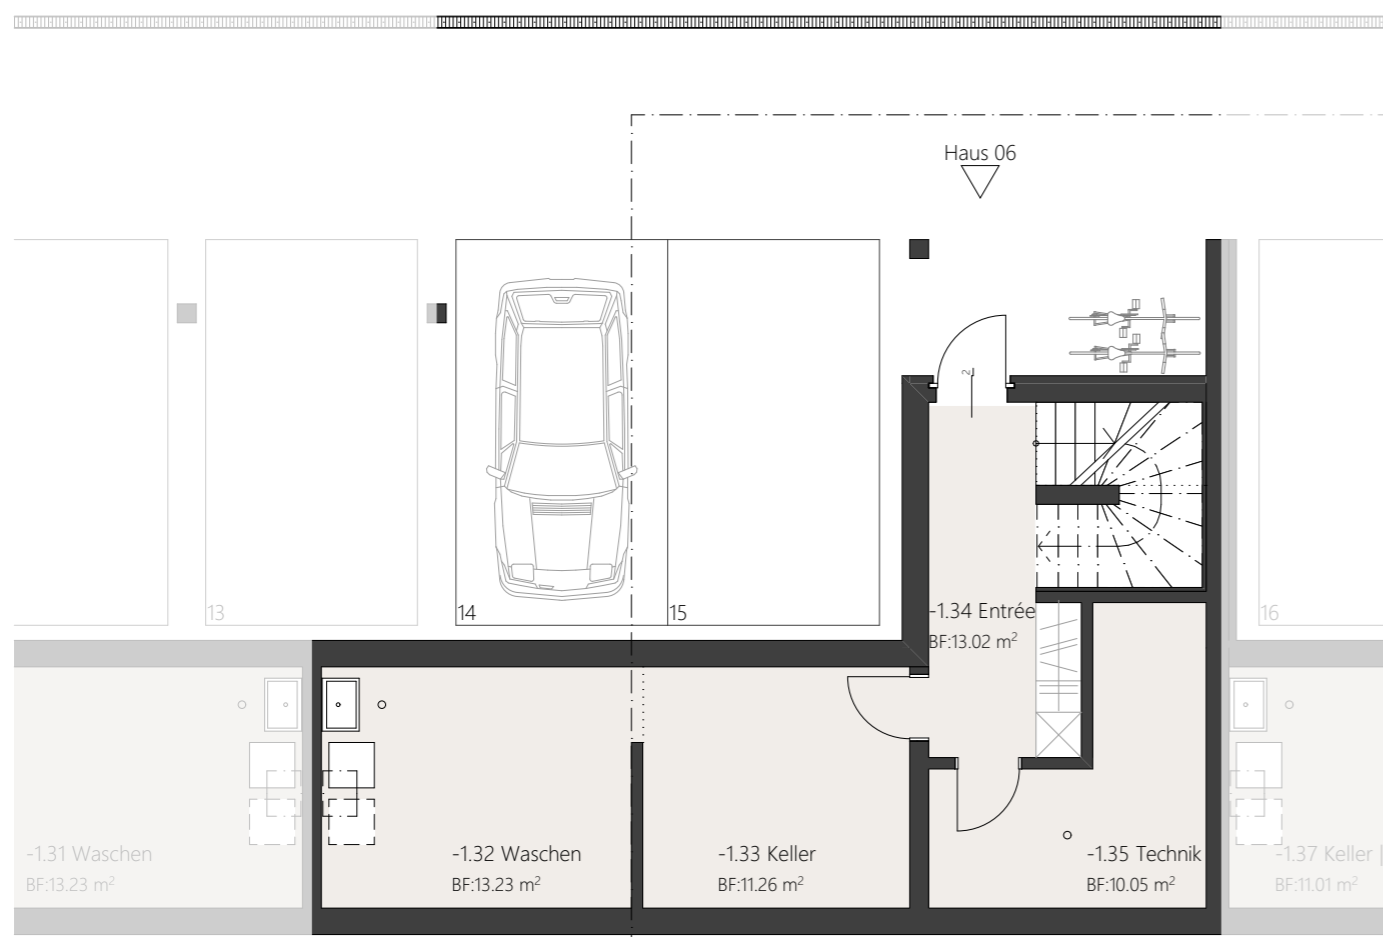 Haus 06
2
13
14
15
16
-1.34 Entrée
BF:13.02 m²
-1.31 Waschen
BF:13.23 m²
-1.32 Waschen
BF:13.23 m²
-1.33 Keller
BF:11.26 m²
-1.35 Technik
BF:10.05 m²
-1.37 Keller |
BF:11.01 m²